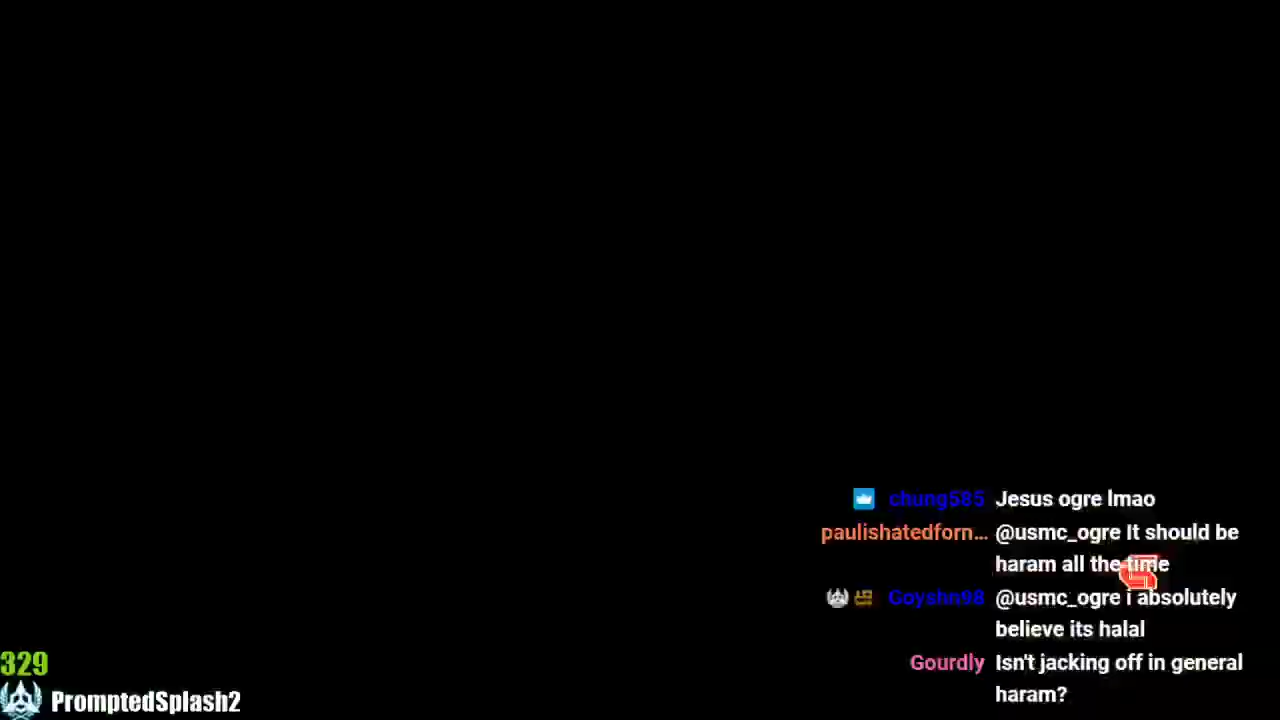 chung585 Jesus ogre lmao
paulishatedforn... @usmc_ogre It should be
haram all the time
Goyshn98 @usmc_ogre i absolutely
believe its halal
Gourdly Isn't jacking off in general
haram?
329
PromptedSplash2